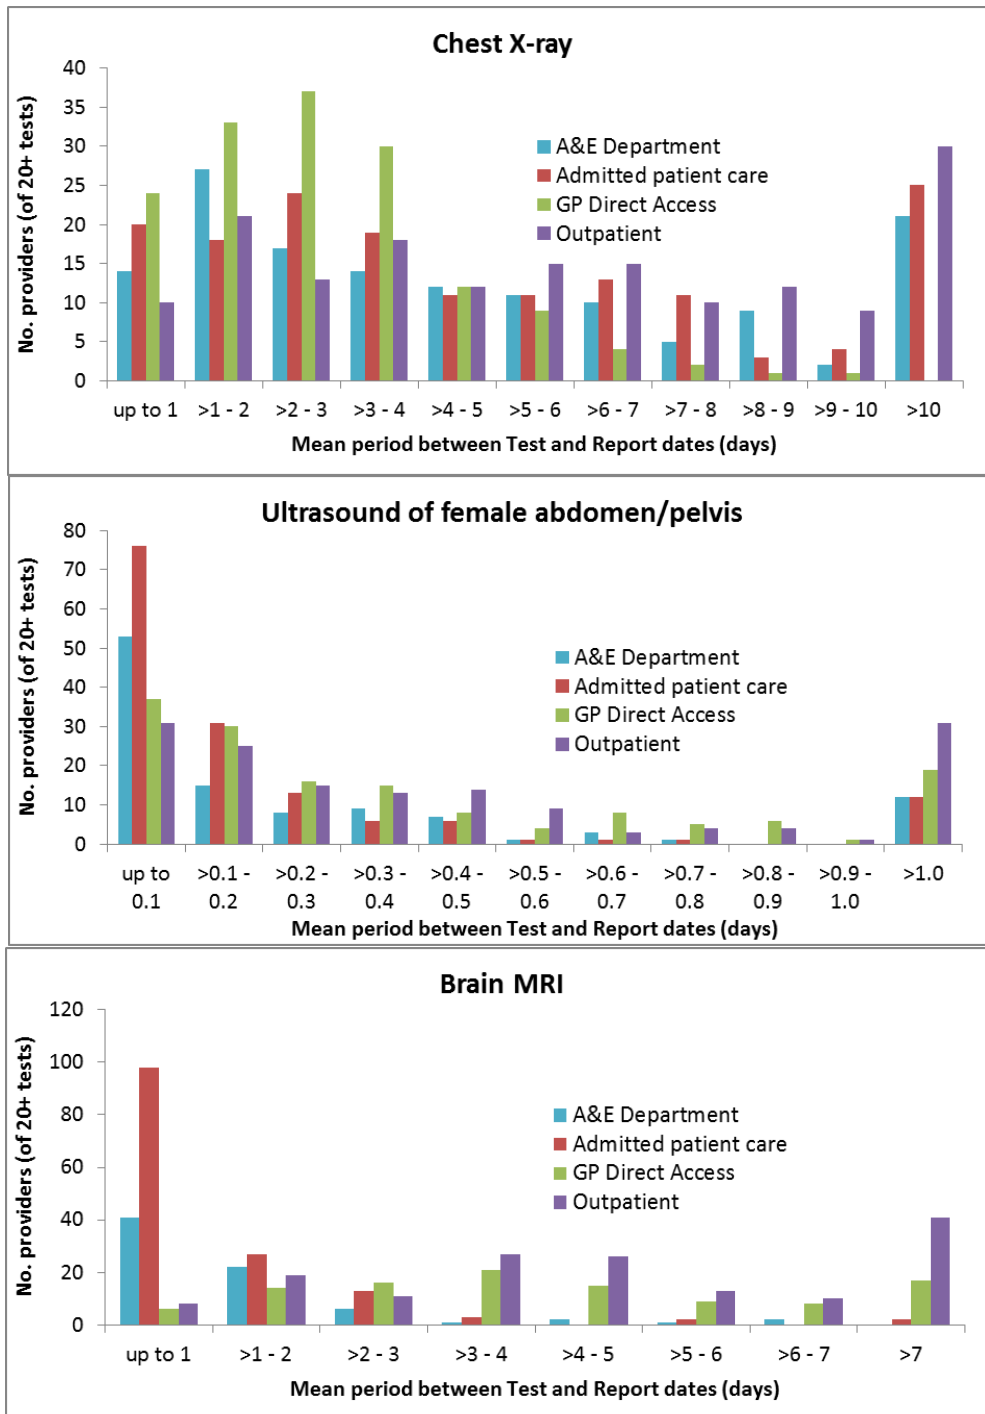 Chest X-ray
No. providers (of 20+ tests)
40
35
30
25
20
15
10
5
0
A&E Department
Admitted patient care
GP Direct Access
Outpatient
up to 1 >1 - 2 >2 - 3 >3 - 4 >4 - 5 >5 - 6 >6 - 7 >7 - 8 >8 - 9 >9 - 10 >10
Mean period between Test and Report dates (days)
Ultrasound of female abdomen/pelvis
No. providers (of 20+ tests)
80
70
60
50
40
30
20
10
0
A&E Department
Admitted patient care
GP Direct Access
Outpatient
up to >0.1 - >0.2 - >0.3 - >0.4 - >0.5 - >0.6 - >0.7 - >0.8 - >0.9 - >1.0
0.1 0.2 0.3 0.4 0.5 0.6 0.7 0.8 0.9 1.0
Mean period between Test and Report dates (days)
Brain MRI
No. providers (of 20+ tests)
120
100
80
60
40
20
0
A&E Department
Admitted patient care
GP Direct Access
Outpatient
up to 1 >1 - 2 >2 - 3 >3 - 4 >4 - 5 >5 - 6 >6 - 7 >7
Mean period between Test and Report dates (days)